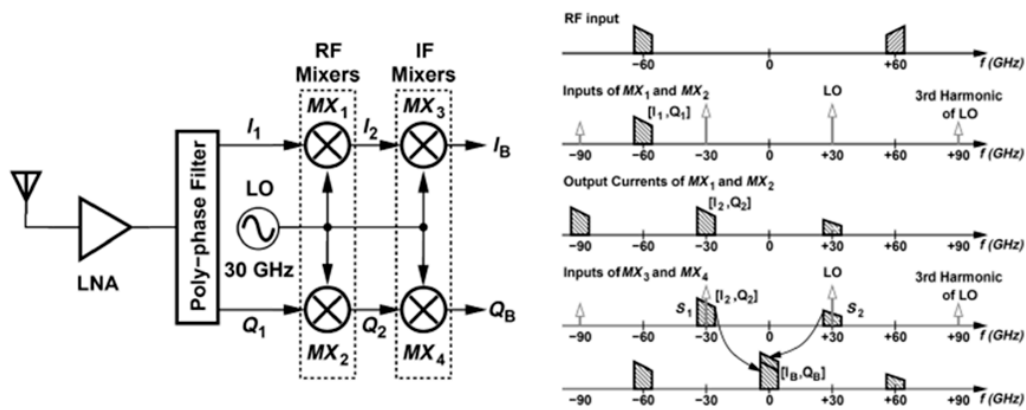 RF
Mixers
IF
Mixers
MX1
MX3
I1
I2
IB
Poly-phase Filter
LO
30 GHz
LNA
Q1
Q2
QB
MX2
MX4
RF input
−60 0 +60 f (GHz)
Inputs of MX1 and MX2
LO
3rd Harmonic
of LO
[I1,Q1]
−90 −60 −30 0 +30 +60 +90 f (GHz)
Output Currents of MX1 and MX2
[I2,Q2]
−90 −60 −30 0 +30 +60 +90 f (GHz)
Inputs of MX3 and MX4
LO
3rd Harmonic
of LO
S1
[I2,Q2]
S2
−90 −60 −30 0 +30 +60 +90 f (GHz)
[IB,QB]
−90 −60 −30 0 +30 +60 +90 f (GHz)